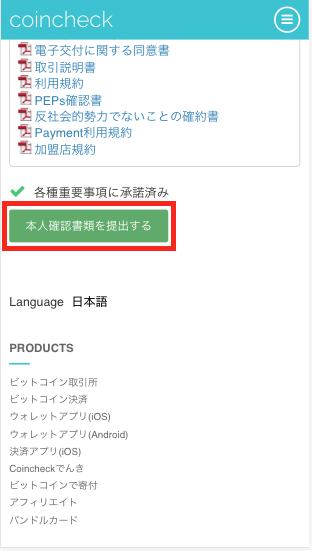 coincheck
電子交付に関する同意書
取引説明書
利用規約
PEPs確認書
反社会的勢力でないことの確約書
Payment利用規約
加盟店規約
各種重要事項に承諾済み
本人確認書類を提出する
Language 日本語
PRODUCTS
ビットコイン取引所
ビットコイン決済
ウォレットアプリ(iOS)
ウォレットアプリ(Android)
決済アプリ(iOS)
Coincheckでんき
ビットコインで寄付
アフィリエイト
バンドルカード